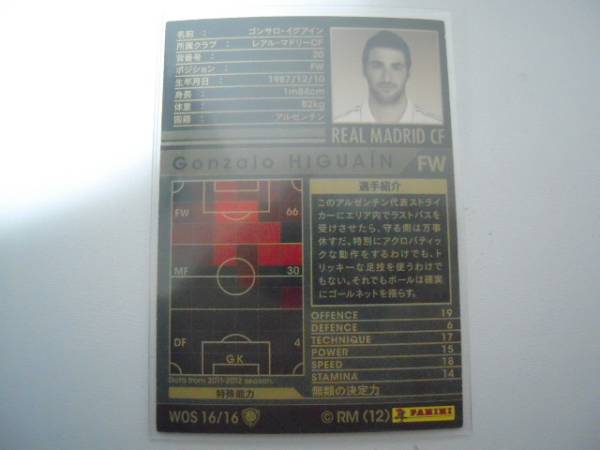 名前 : ゴンサロ・イグアイン
所属クラブ : レアル・マドリーCF
背番号 : 20
ポジション : FW
生年月日 : 1987/12/10
身長 : 1m84cm
体重 : 82kg
国籍 : アルゼンチン
REAL MADRID CF
Gonzalo HIGUAÍN FW
FW 66
MF 30
DF 4
GK
Stats from 2011-2012 season.
選手紹介
このアルゼンチン代表ストライ
カーにエリア内でラストパスを
受けさせたら、守る側は万事
休すだ。特別にアクロバティック
な動作をするわけでも、ト
リッキーな足技を使うわけで
もない。それでもボールは確実
にゴールネットを揺らす。
OFFENCE 19
DEFENCE 6
TECHNIQUE 17
POWER 15
SPEED 18
STAMINA 14
特殊能力 無類の決定力
WOS 16/16 © RM (12) PANINI